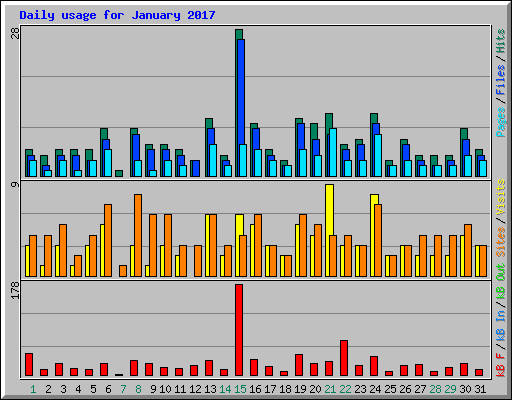 Daily usage for January 2017
28
Pages / Files / Hits
9
kB F / kB In / kB Out Sites / Visits
178
1 2 3 4 5 6 7 8 9 10 11 12 13 14 15 16 17 18 19 20 21 22 23 24 25 26 27 28 29 30 31